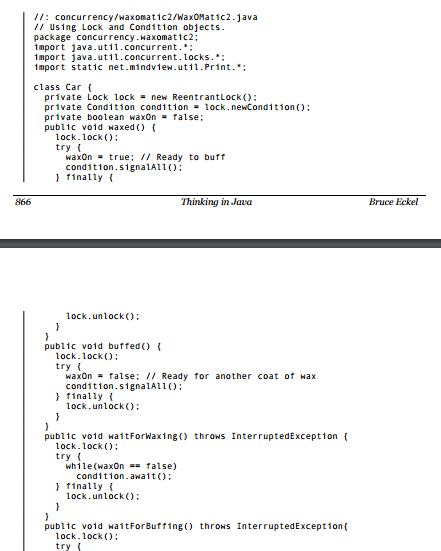 //: concurrency/waxomatic2/WaxOMatic2.java
// Using Lock and Condition objects.
package concurrency.waxomatic2;
import java.util.concurrent.*;
import java.util.concurrent.locks.*;
import static net.mindview.util.Print.*;
class Car {
private Lock lock = new ReentrantLock();
private Condition condition = lock.newCondition();
private boolean waxOn = false;
public void waxed() {
lock.lock();
try {
waxOn = true; // Ready to buff
condition.signalAll();
} finally {
866 Thinking in Java Bruce Eckel
lock.unlock();
}
}
public void buffed() {
lock.lock();
try {
waxOn = false; // Ready for another coat of wax
condition.signalAll();
} finally {
lock.unlock();
}
}
public void waitForWaxing() throws InterruptedException {
lock.lock();
try {
while(waxOn == false)
condition.await();
} finally {
lock.unlock();
}
}
public void waitForBuffing() throws InterruptedException{
lock.lock();
try {